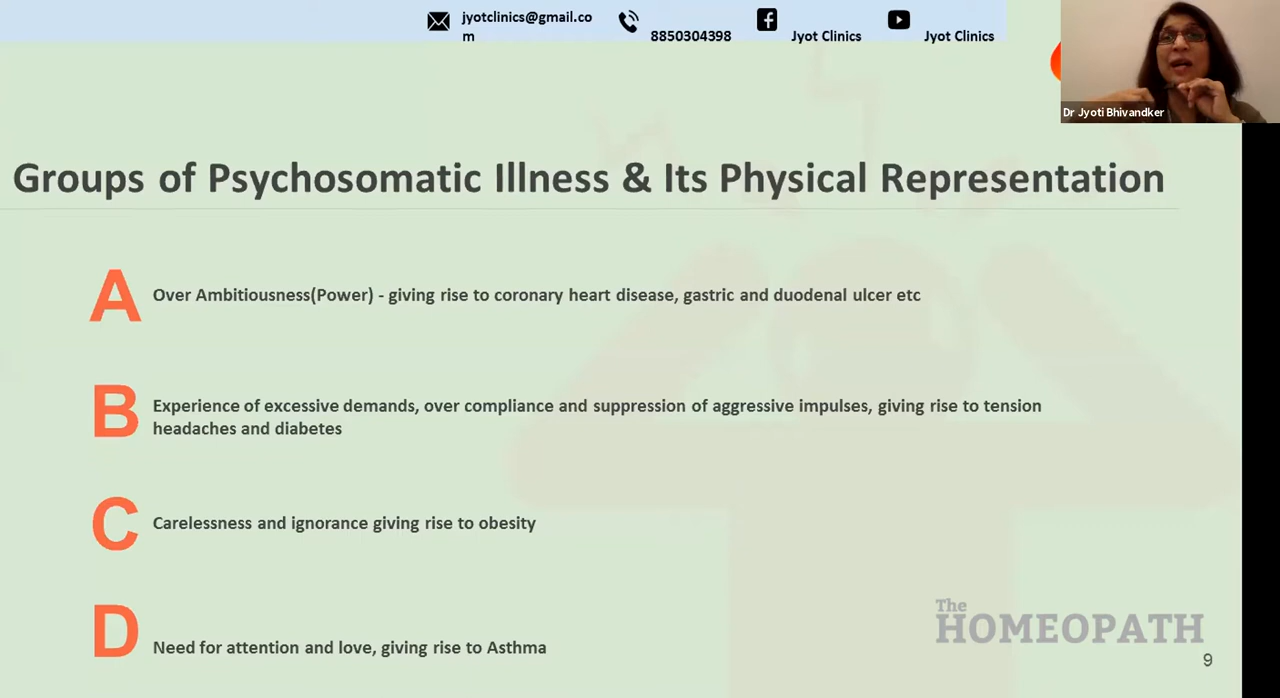 jyotclinics@gmail.co
m
8850304398
Jyot Clinics
Jyot Clinics
Dr Jyoti Bhivandker
Groups of Psychosomatic Illness & Its Physical Representation
A
Over Ambitiousness(Power) - giving rise to coronary heart disease, gastric and duodenal ulcer etc
B
Experience of excessive demands, over compliance and suppression of aggressive impulses, giving rise to tension
headaches and diabetes
C
Carelessness and ignorance giving rise to obesity
D
Need for attention and love, giving rise to Asthma
The
HOMEOPATH
9